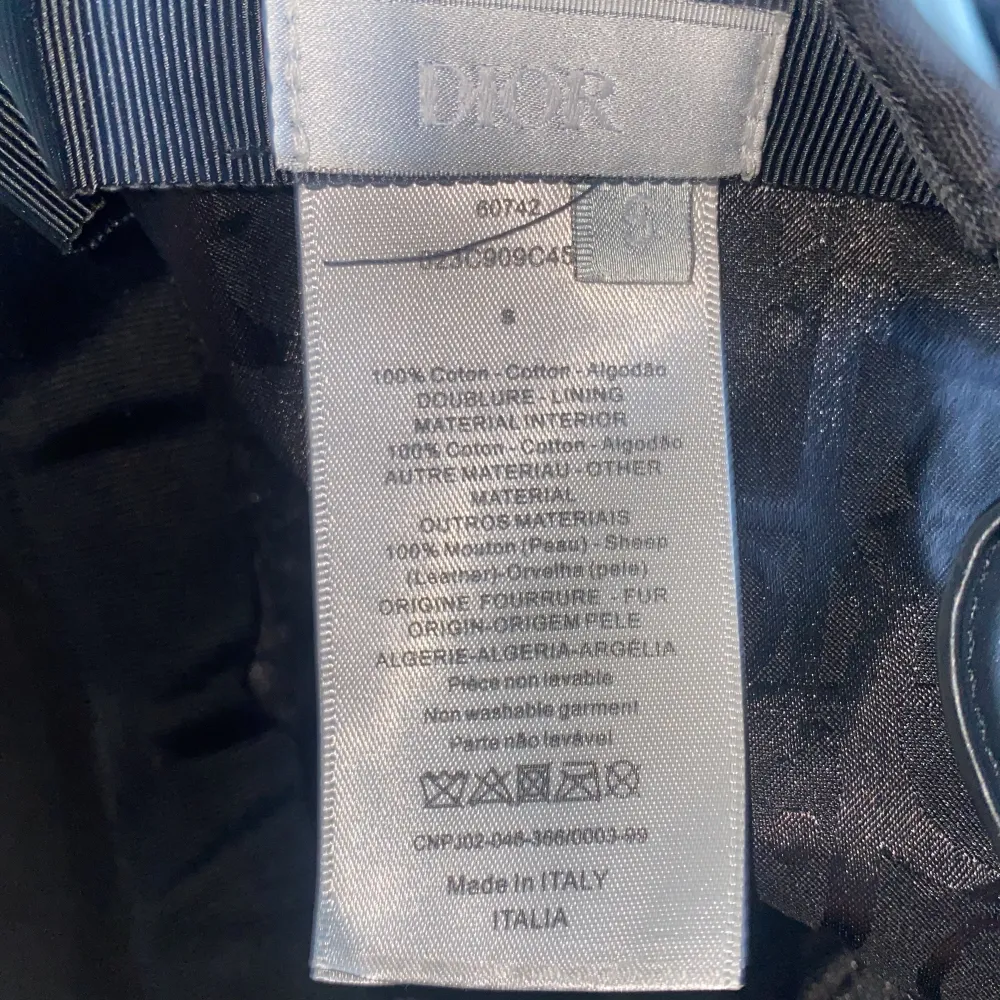 DIOR
60742
023C909C45
S
S
100% Coton - Cotton - Algodão
DOUBLURE - LINING
MATERIAL INTERIOR
100% Coton - Cotton - Algodão
AUTRE MATERIAU - OTHER
MATERIAL
OUTROS MATERIAIS
100% Mouton (Peau) - Sheep
(Leather)-Orvelha (pele)
ORIGINE FOURRURE - FUR
ORIGIN-ORIGEM PELE
ALGERIE-ALGERIA-ARGELIA
Pièce non lavable
Non washable garment
Parte não lavável
CNPJ02-046-366/0003-99
Made in ITALY
ITALIA